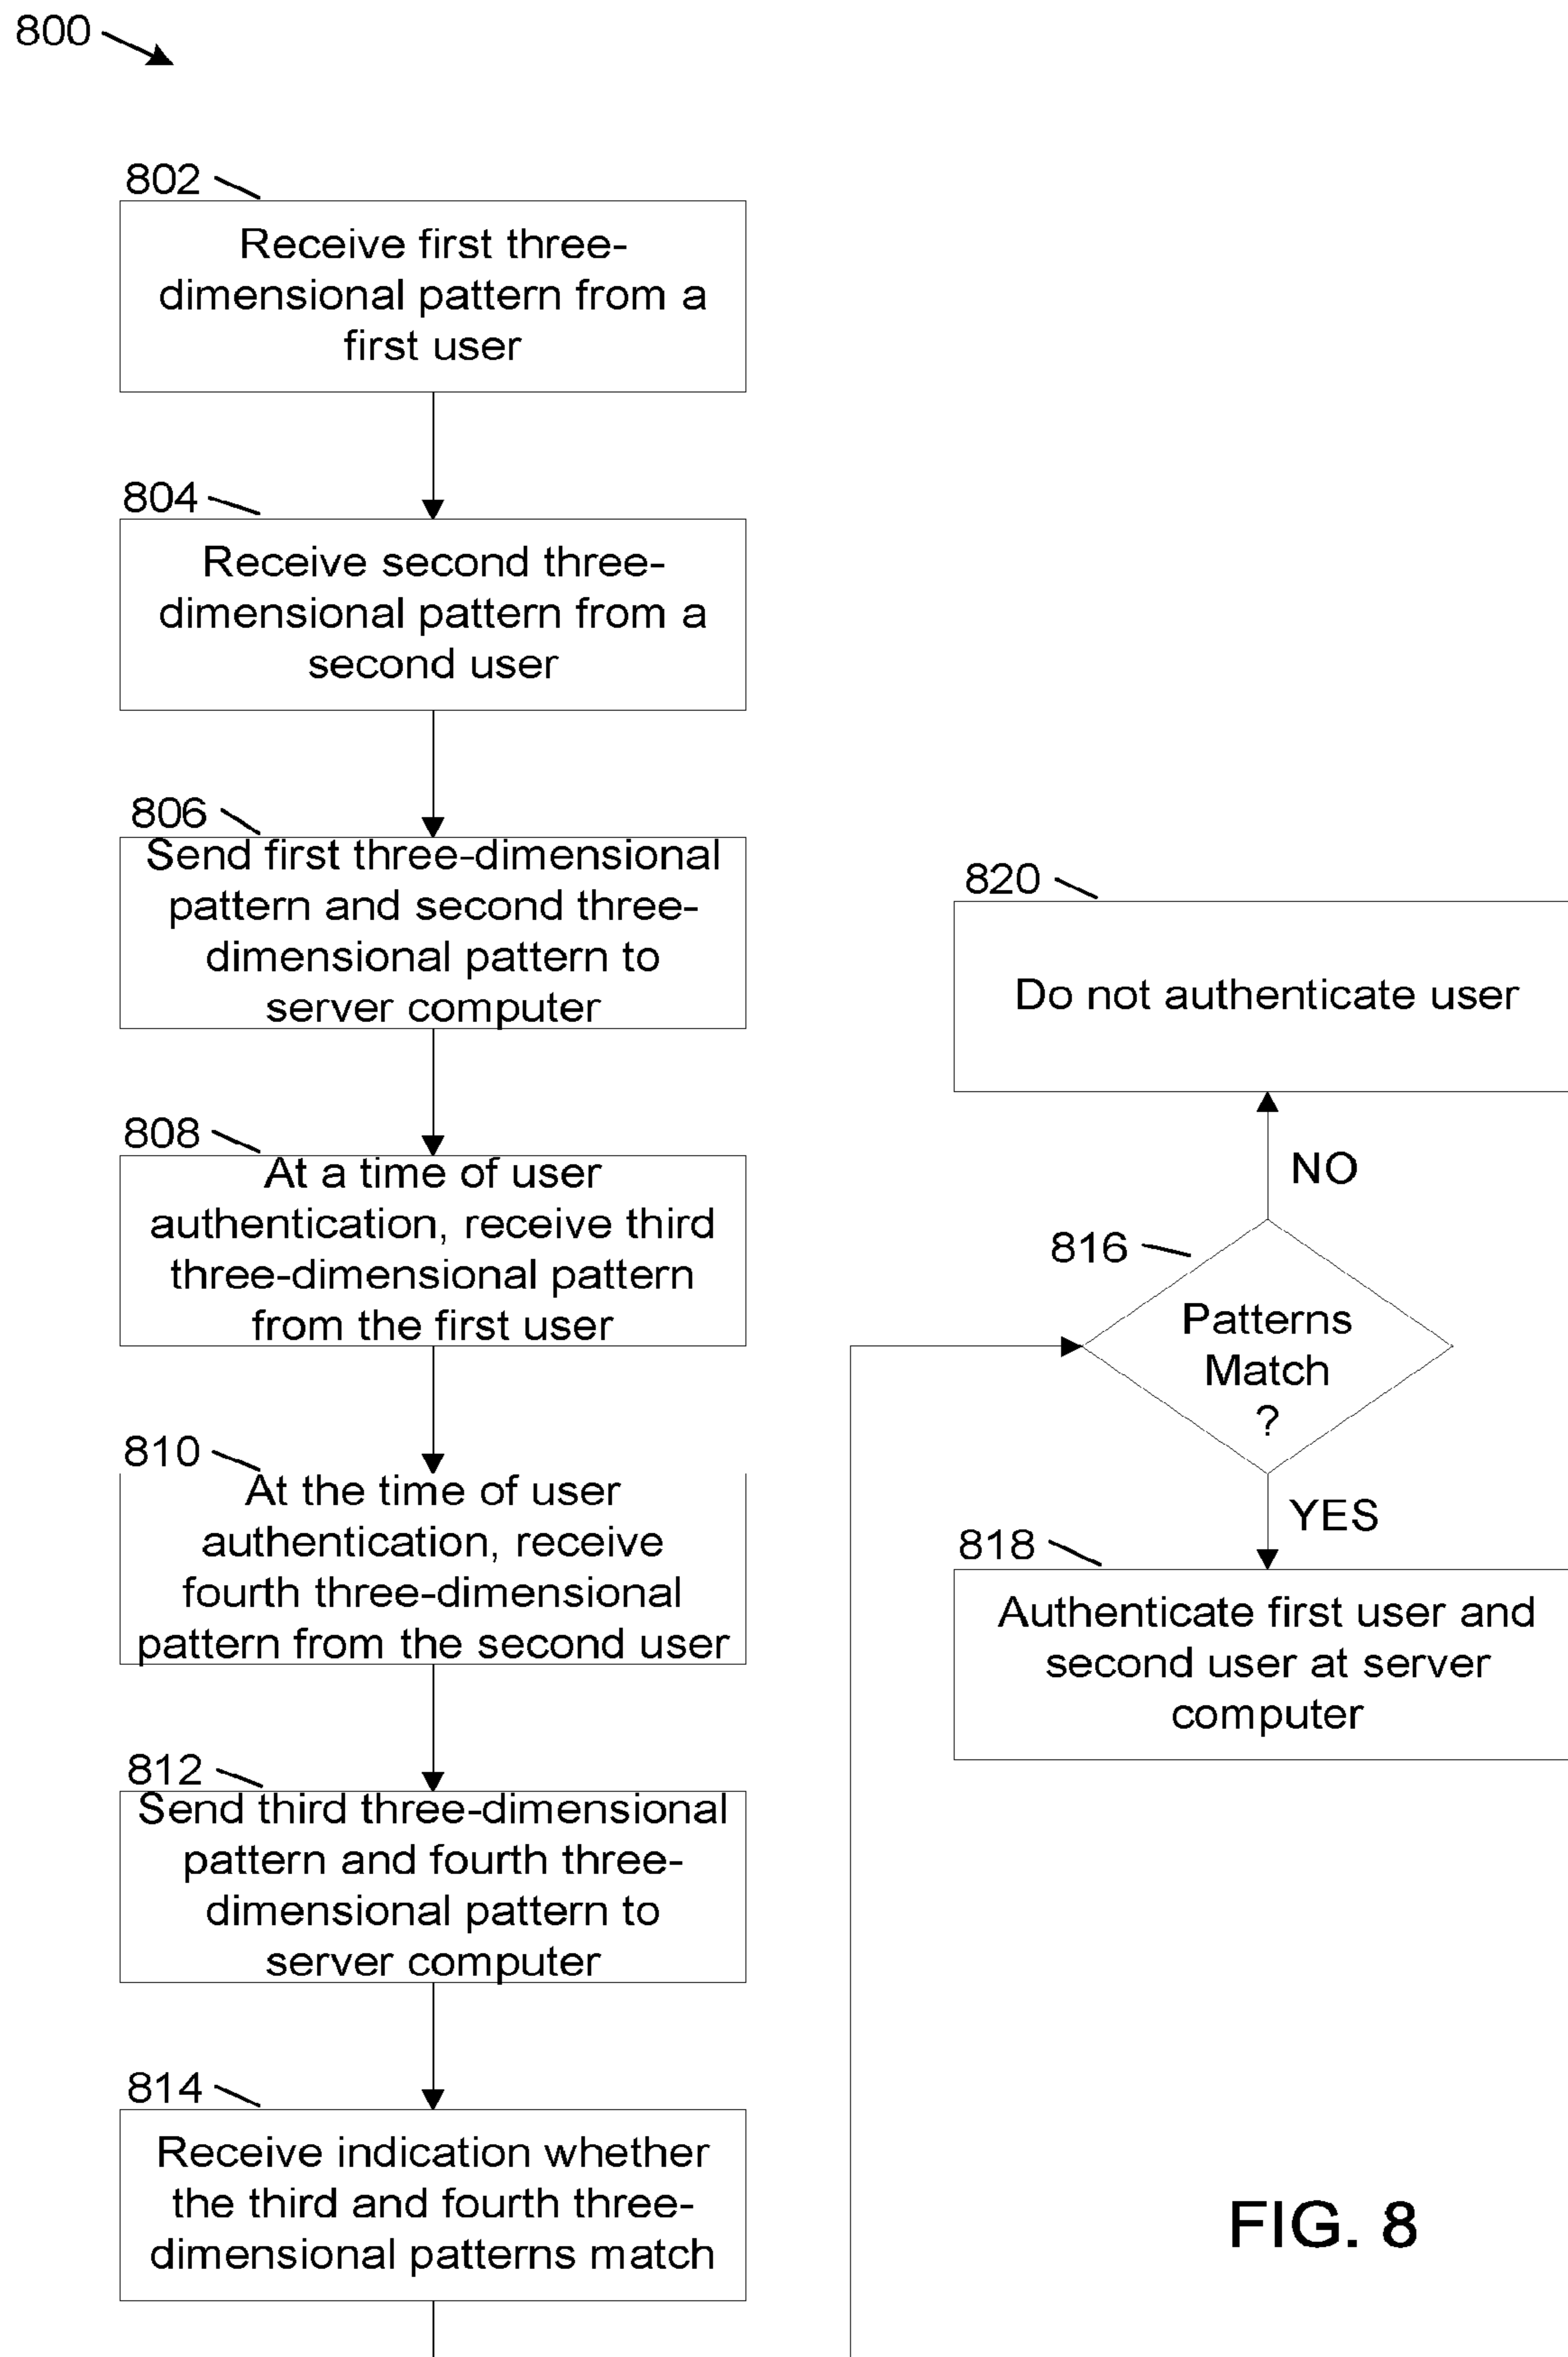 800
802
Receive first three-
dimensional pattern from a
first user
804
Receive second three-
dimensional pattern from a
second user
806
Send first three-dimensional
pattern and second three-
dimensional pattern to
server computer
808
At a time of user
authentication, receive third
three-dimensional pattern
from the first user
810
At the time of user
authentication, receive
fourth three-dimensional
pattern from the second user
812
Send third three-dimensional
pattern and fourth three-
dimensional pattern to
server computer
814
Receive indication whether
the third and fourth three-
dimensional patterns match
820
Do not authenticate user
NO
816
Patterns
Match
?
YES
818
Authenticate first user and
second user at server
computer
FIG. 8